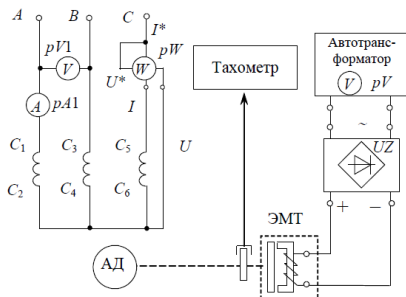 A B C
I*
pV1 V
pW
W
U*
A pA1
I
C1 C3 C5
U
C2 C4 C6
АД
Тахометр
ЭМТ
Автотранс-
форматор
V pV
~
UZ
+ −